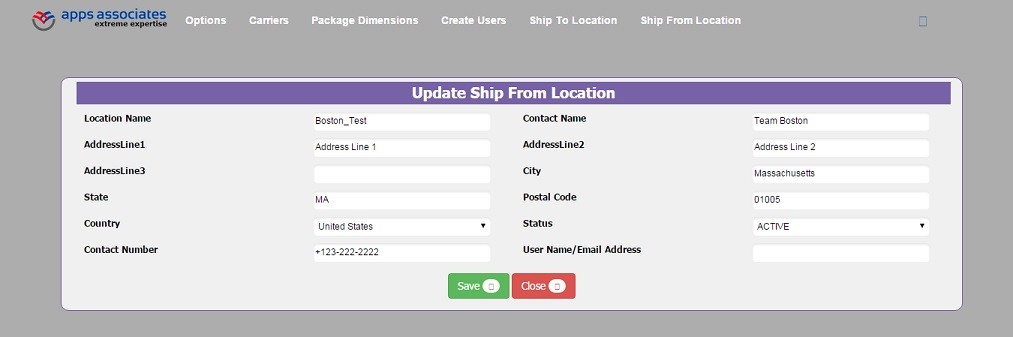 apps associates
extreme expertise
Options Carriers Package Dimensions Create Users Ship To Location Ship From Location
Update Ship From Location
Location Name Boston_Test Contact Name Team Boston
AddressLine1 Address Line 1 AddressLine2 Address Line 2
AddressLine3 City Massachusetts
State MA Postal Code 01005
Country United States Status ACTIVE
Contact Number +123-222-2222 User Name/Email Address
Save Close